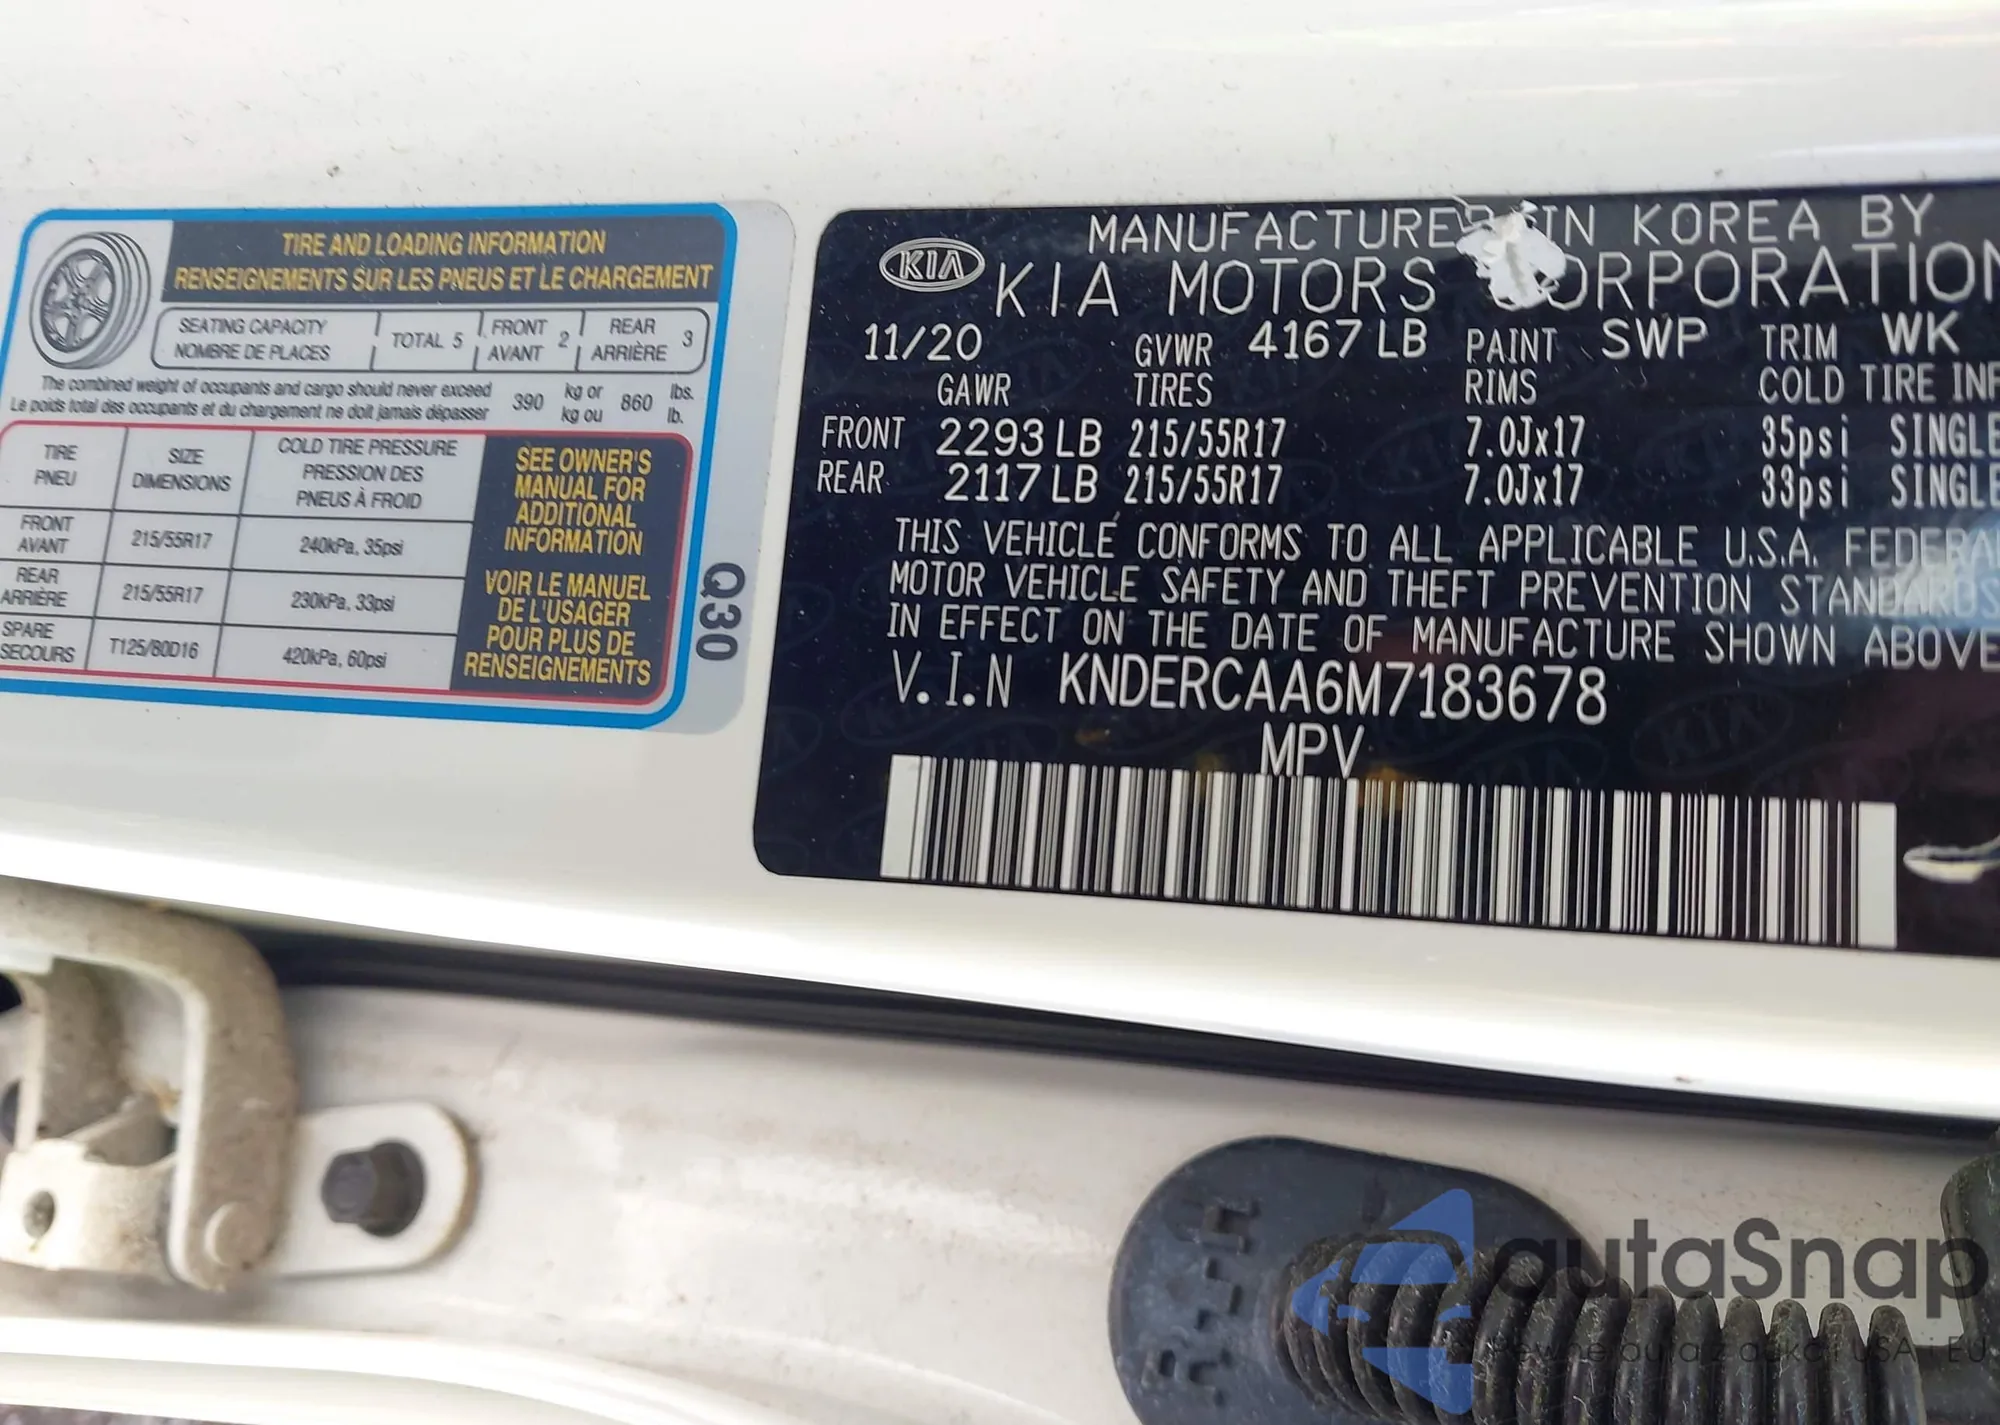 TIRE AND LOADING INFORMATION
RENSEIGNEMENTS SUR LES PNEUS ET LE CHARGEMENT
SEATING CAPACITY
NOMBRE DE PLACES
TOTAL 5
FRONT
AVANT
2
REAR
ARRIÈRE
3
The combined weight of occupants and cargo should never exceed
Le poids total des occupants et du chargement ne doit jamais dépasser
390
kg or
kg ou
860
lbs.
lb.
TIRE
PNEU
SIZE
DIMENSIONS
COLD TIRE PRESSURE
PRESSION DES
PNEUS À FROID
FRONT
AVANT
215/55R17
240kPa, 35psi
REAR
ARRIÈRE
215/55R17
230kPa, 33psi
SPARE
SECOURS
T125/80D16
420kPa, 60psi
SEE OWNER'S
MANUAL FOR
ADDITIONAL
INFORMATION
VOIR LE MANUEL
DE L'USAGER
POUR PLUS DE
RENSEIGNEMENTS
Q30
MANUFACTURE IN KOREA BY
KIA KIA MOTORS ORPORATION
11/20 GVWR 4167 LB PAINT SWP TRIM WK
GAWR TIRES RIMS COLD TIRE INF
FRONT 2293 LB 215/55R17 7.0Jx17 35psi SINGLE
REAR 2117 LB 215/55R17 7.0Jx17 33psi SINGLE
THIS VEHICLE CONFORMS TO ALL APPLICABLE U.S.A. FEDERAL
MOTOR VEHICLE SAFETY AND THEFT PREVENTION STANDARDS
IN EFFECT ON THE DATE OF MANUFACTURE SHOWN ABOVE
V.I.N KNDERCAA6M7183678
MPV
autaSnap
USA i EU